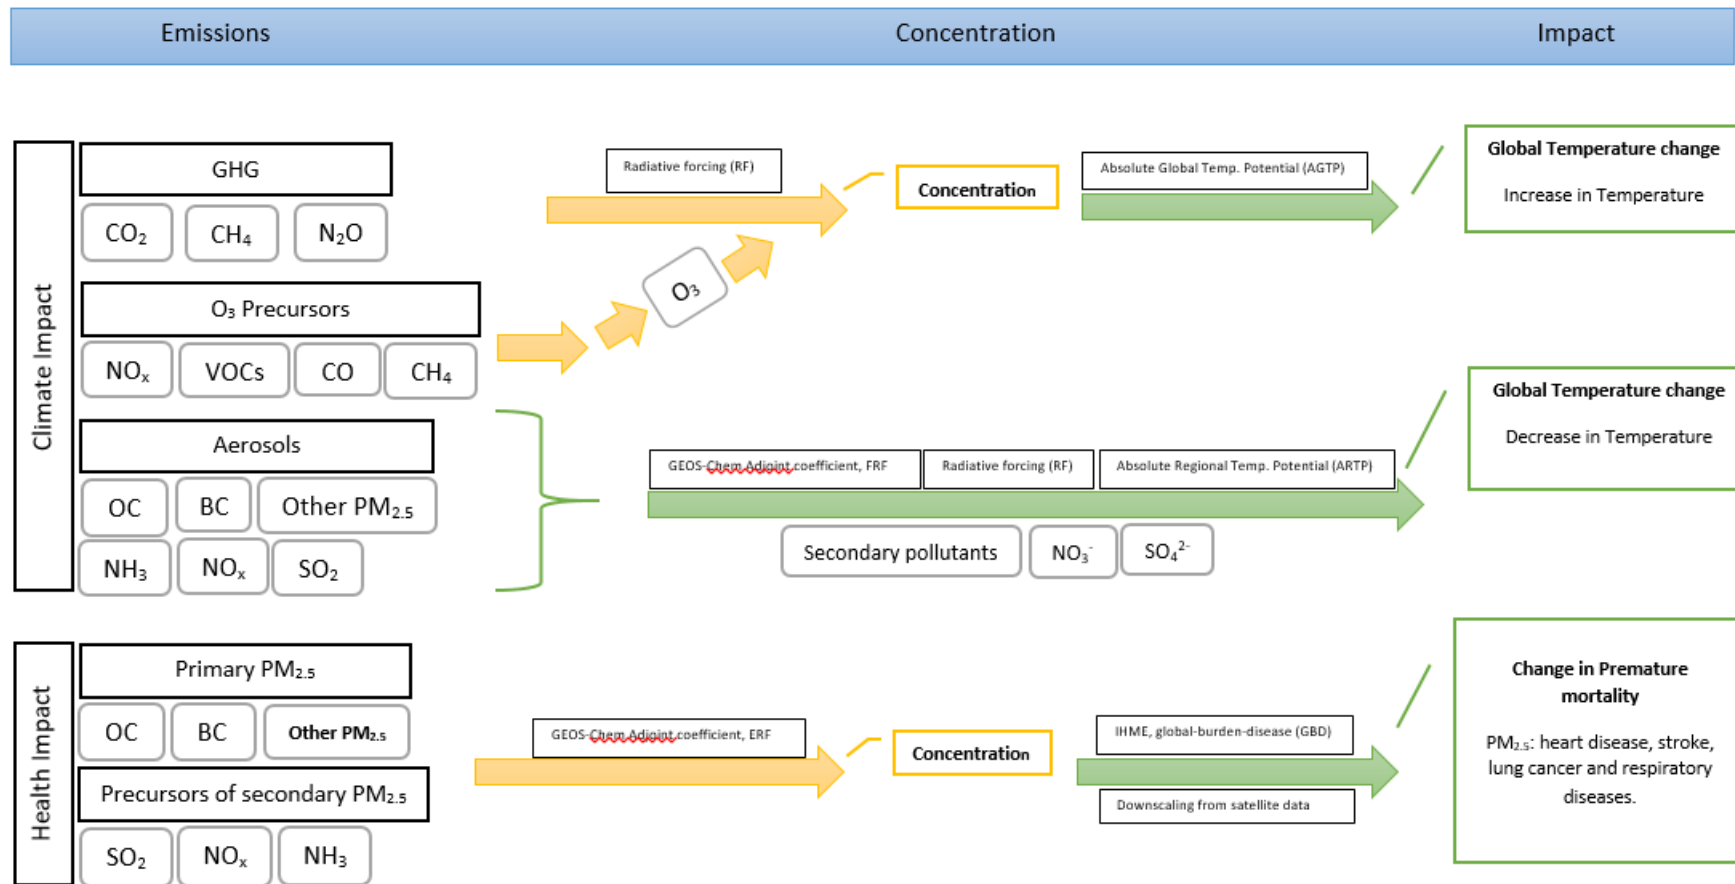 Emissions
Concentration
Impact
Climate Impact
GHG
CO₂
CH₄
N₂O
O₃ Precursors
NOₓ
VOCs
CO
CH₄
Aerosols
OC
BC
Other PM₂.₅
NH₃
NOₓ
SO₂
Radiative forcing (RF)
O₃
Concentration
Absolute Global Temp. Potential (AGTP)
Global Temperature change
Increase in Temperature
GEOS-Chem Adjoint coefficient, FRF
Radiative forcing (RF)
Absolute Regional Temp. Potential (ARTP)
Secondary pollutants
NO₃⁻
SO₄²⁻
Global Temperature change
Decrease in Temperature
Health Impact
Primary PM₂.₅
OC
BC
Other PM₂.₅
Precursors of secondary PM₂.₅
SO₂
NOₓ
NH₃
GEOS-Chem Adjoint coefficient, ERF
Concentration
IHME, global-burden-disease (GBD)
Downscaling from satellite data
Change in Premature
mortality
PM₂.₅: heart disease, stroke,
lung cancer and respiratory
diseases.